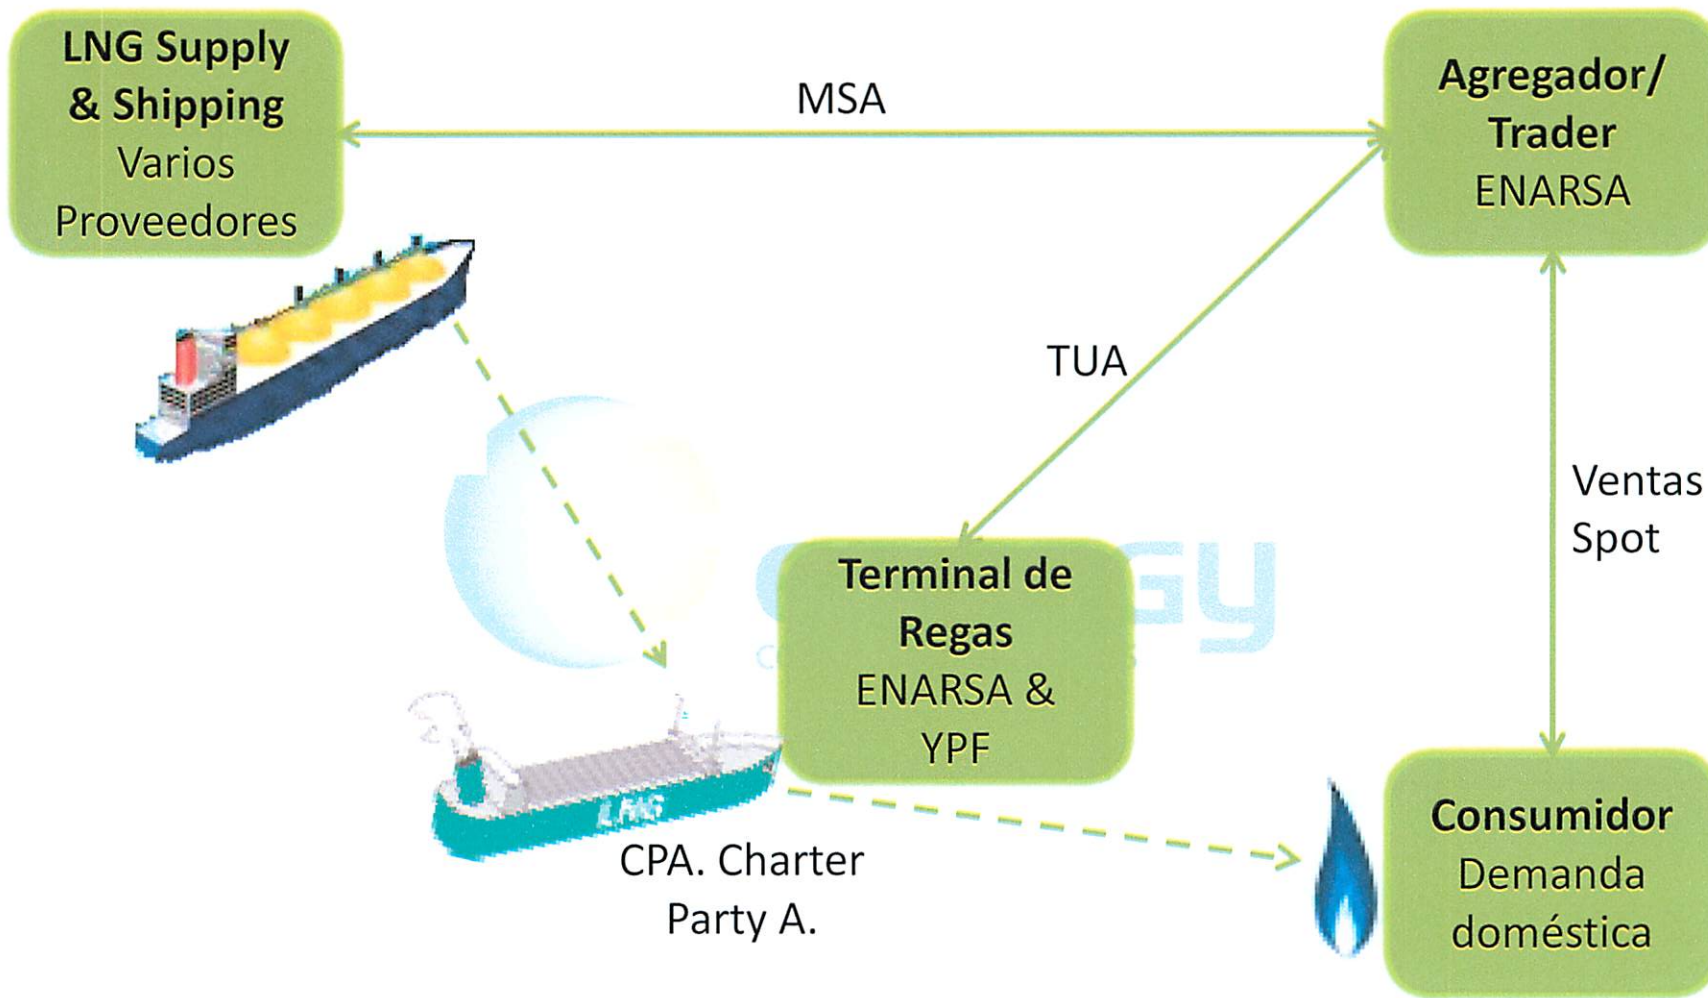 LNG Supply
& Shipping
Varios
Proveedores
MSA
Agregador/
Trader
ENARSA
TUA
Ventas
Spot
Terminal de
Regas
ENARSA &
YPF
LNG
CPA. Charter
Party A.
Consumidor
Demanda
doméstica